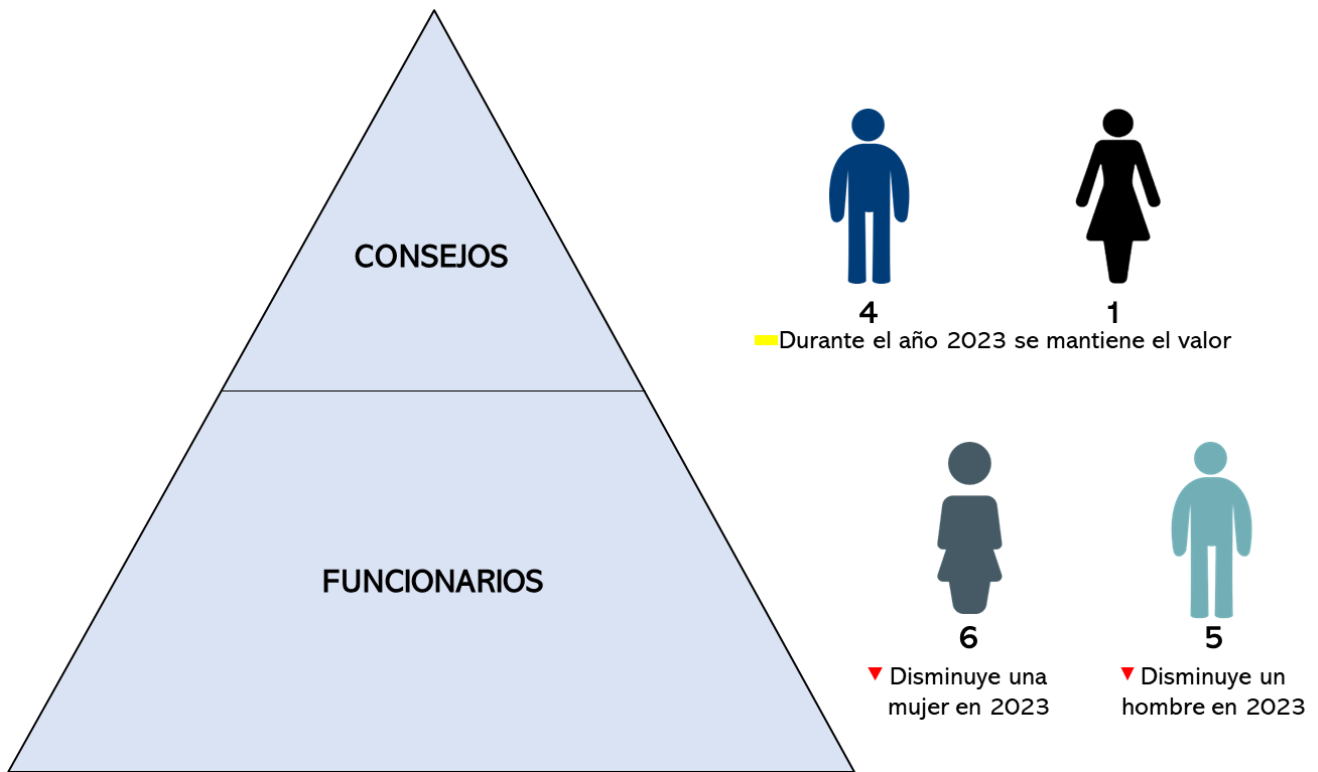 CONSEJOS
4
1
Durante el año 2023 se mantiene el valor
FUNCIONARIOS
6
5
Disminuye una
mujer en 2023
Disminuye un
hombre en 2023